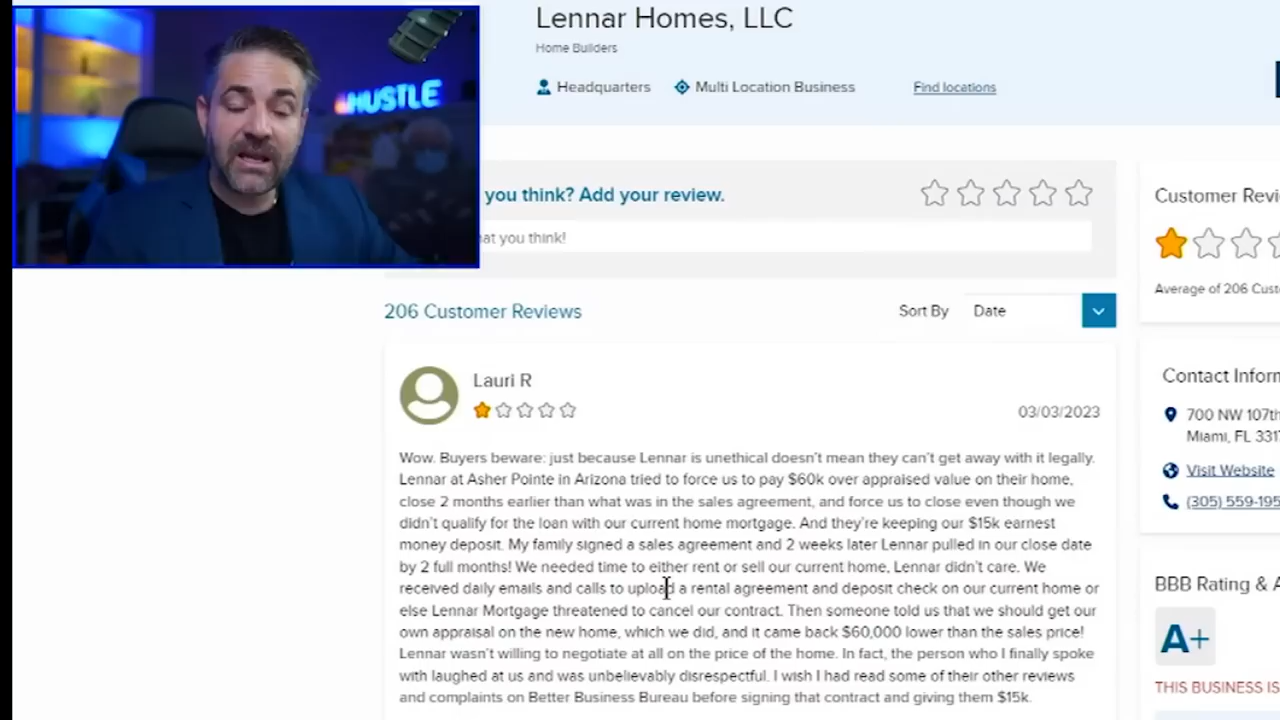 Lennar Homes, LLC
Home Builders
Headquarters
Multi Location Business
Find locations
HUSTLE
you think? Add your review.
at you think!
206 Customer Reviews
Sort By
Date
Lauri R
03/03/2023
Wow. Buyers beware: just because Lennar is unethical doesn't mean they can't get away with it legally.
Lennar at Asher Pointe in Arizona tried to force us to pay $60k over appraised value on their home,
close 2 months earlier than what was in the sales agreement, and force us to close even though we
didn't qualify for the loan with our current home mortgage. And they're keeping our $15k earnest
money deposit. My family signed a sales agreement and 2 weeks later Lennar pulled in our close date
by 2 full months! We needed time to either rent or sell our current home, Lennar didn't care. We
received daily emails and calls to upload a rental agreement and deposit check on our current home or
else Lennar Mortgage threatened to cancel our contract. Then someone told us that we should get our
own appraisal on the new home, which we did, and it came back $60,000 lower than the sales price!
Lennar wasn't willing to negotiate at all on the price of the home. In fact, the person who I finally spoke
with laughed at us and was unbelievably disrespectful. I wish I had read some of their other reviews
and complaints on Better Business Bureau before signing that contract and giving them $15k.
Customer Revi
Average of 206 Cust
Contact Inforn
700 NW 107th
Miami, FL 3317
Visit Website
(305) 559-195
BBB Rating & A
A+
THIS BUSINESS IS